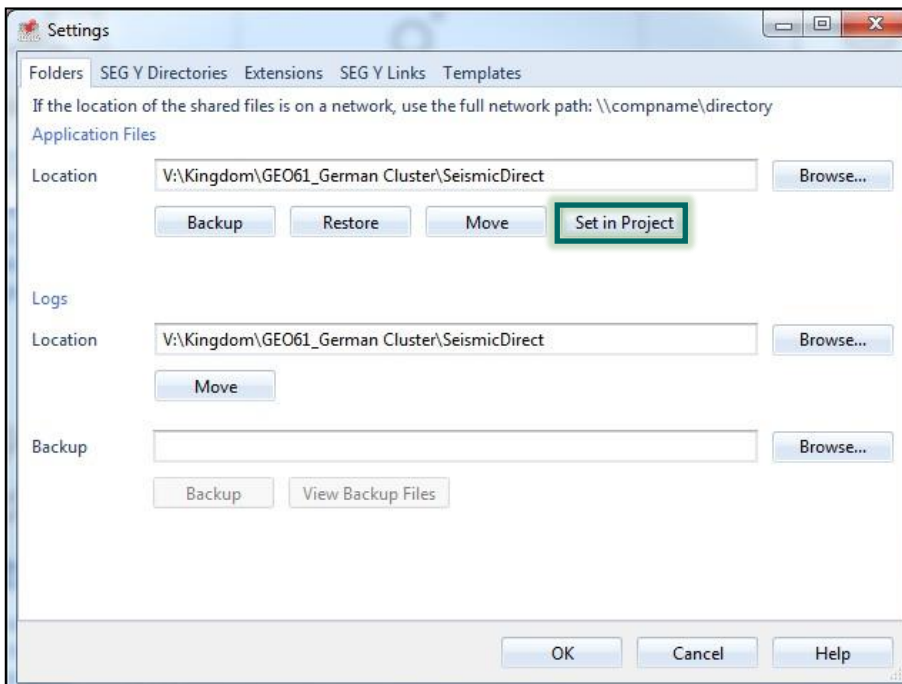 Settings
Folders SEG Y Directories Extensions SEG Y Links Templates
If the location of the shared files is on a network, use the full network path: \\compname\directory
Application Files
Location V:\Kingdom\GEO61_German Cluster\SeismicDirect Browse...
Backup Restore Move Set in Project
Logs
Location V:\Kingdom\GEO61_German Cluster\SeismicDirect Browse...
Move
Backup Browse...
Backup View Backup Files
OK Cancel Help